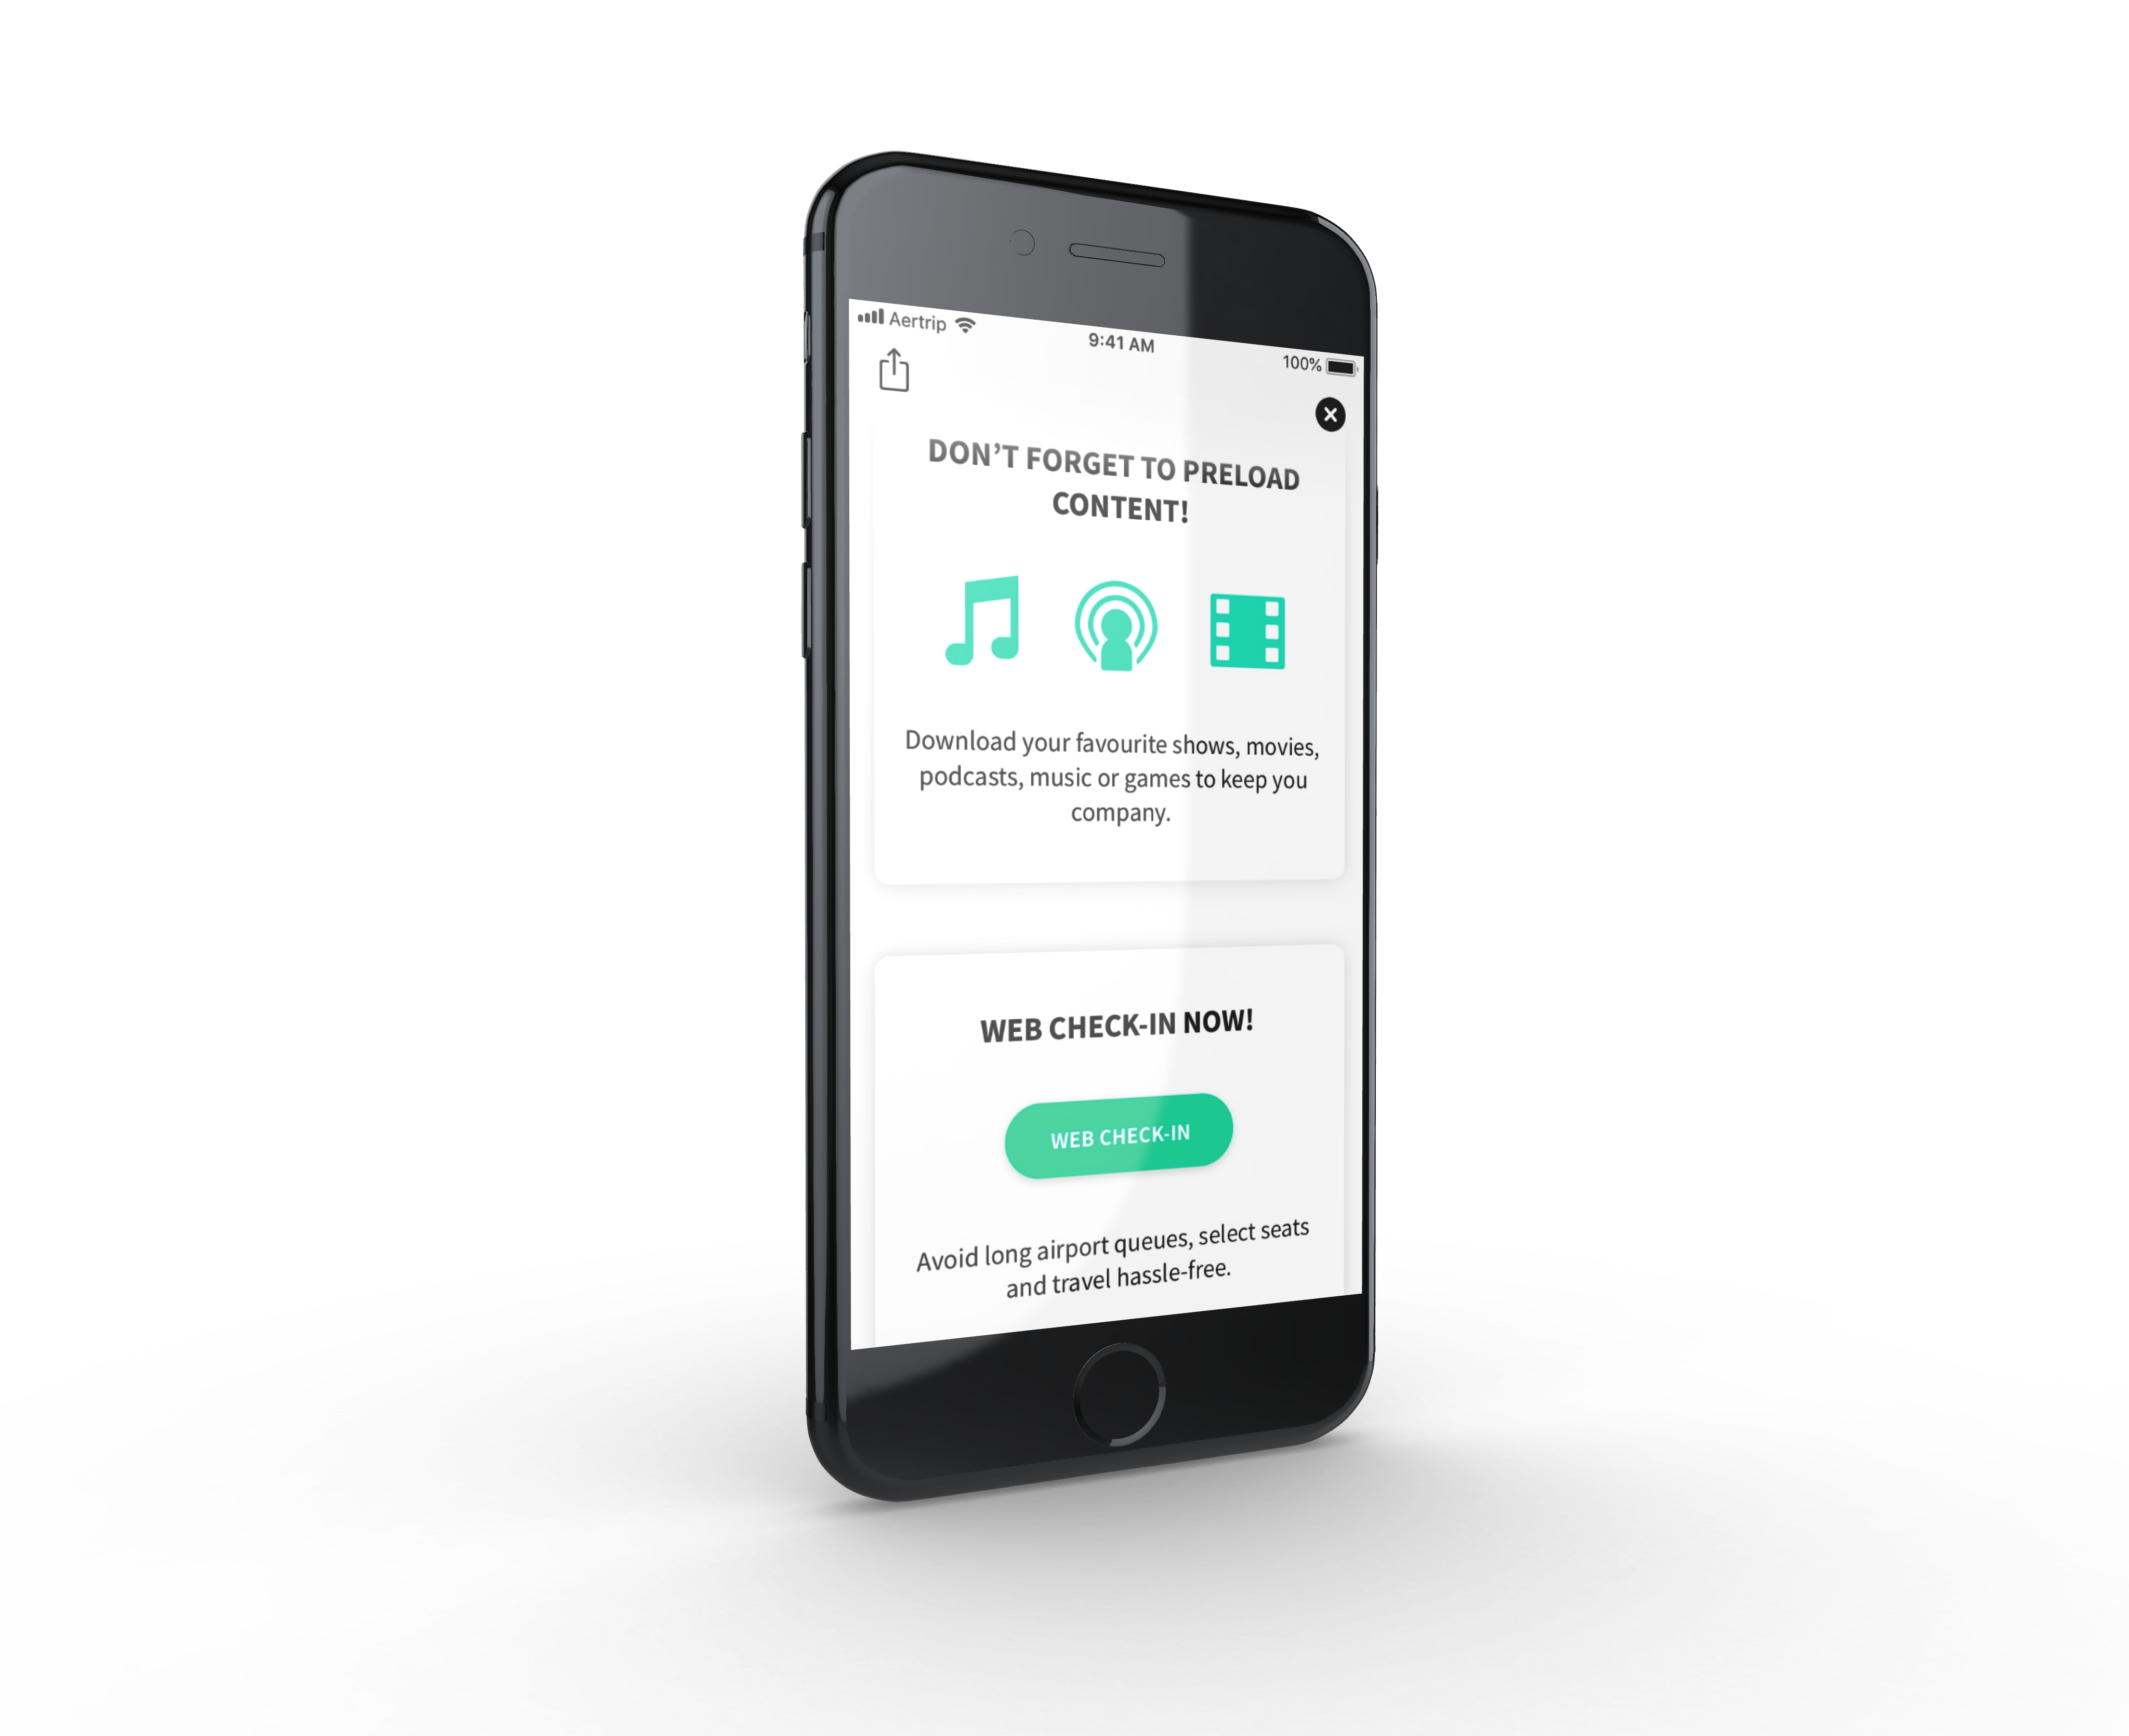 Aertrip
9:41 AM
100%
DON’T FORGET TO PRELOAD
CONTENT!
Download your favourite shows, movies,
podcasts, music or games to keep you
company.
WEB CHECK-IN NOW!
WEB CHECK-IN
Avoid long airport queues, select seats
and travel hassle-free.